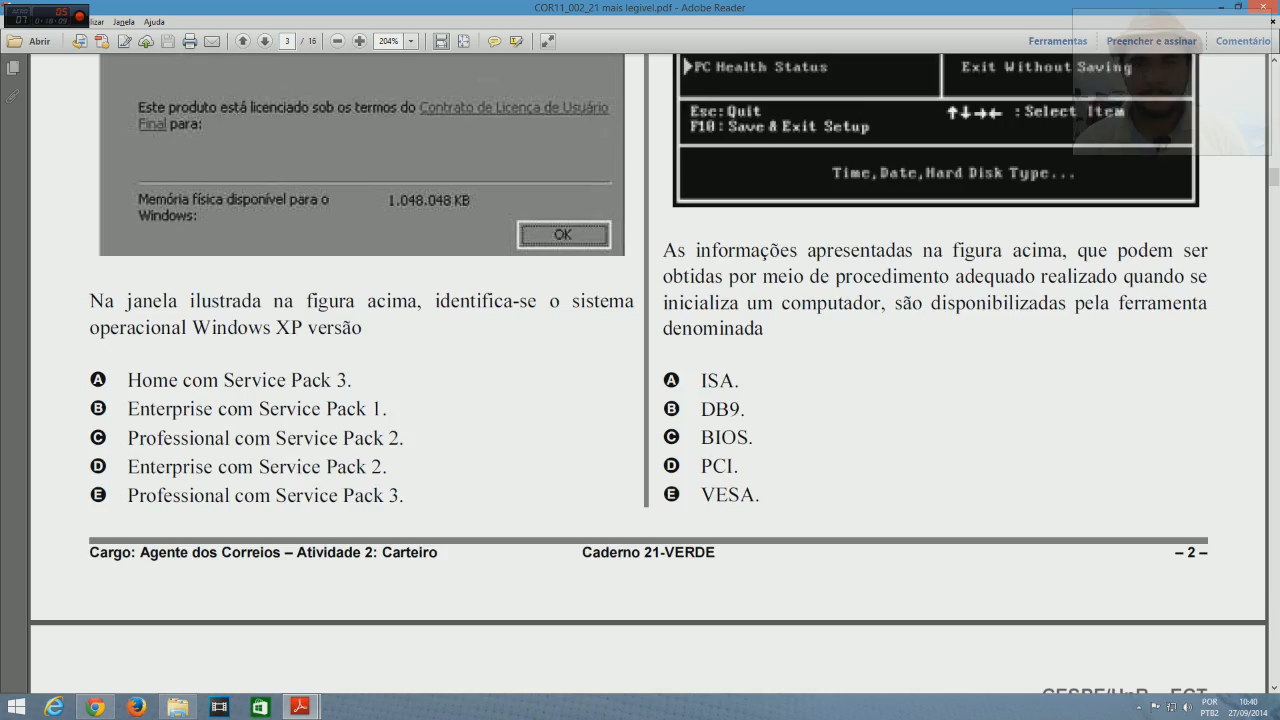 COR11_002_21 mais legivel.pdf - Adobe Reader
05
07
lizar Janela Ajuda
Abrir
3 / 16
204%
Ferramentas
Preencher e assinar
Comentário
Este produto está licenciado sob os termos do Contrato de Licença de Usuário
Final para:
Memória física disponível para o
Windows:
1.048.048 KB
OK
Na janela ilustrada na figura acima, identifica-se o sistema
operacional Windows XP versão
A Home com Service Pack 3.
B Enterprise com Service Pack 1.
C Professional com Service Pack 2.
D Enterprise com Service Pack 2.
E Professional com Service Pack 3.
PC Health Status
Exit Without Saving
Esc:Quit
:Select Item
F10:Save & Exit Setup
Time,Date,Hard Disk Type...
As informações apresentadas na figura acima, que podem ser
obtidas por meio de procedimento adequado realizado quando se
inicializa um computador, são disponibilizadas pela ferramenta
denominada
A ISA.
B DB9.
C BIOS.
D PCI.
E VESA.
Cargo: Agente dos Correios – Atividade 2: Carteiro
Caderno 21-VERDE
– 2 –
POR
PTB2
10:40
27/09/2014